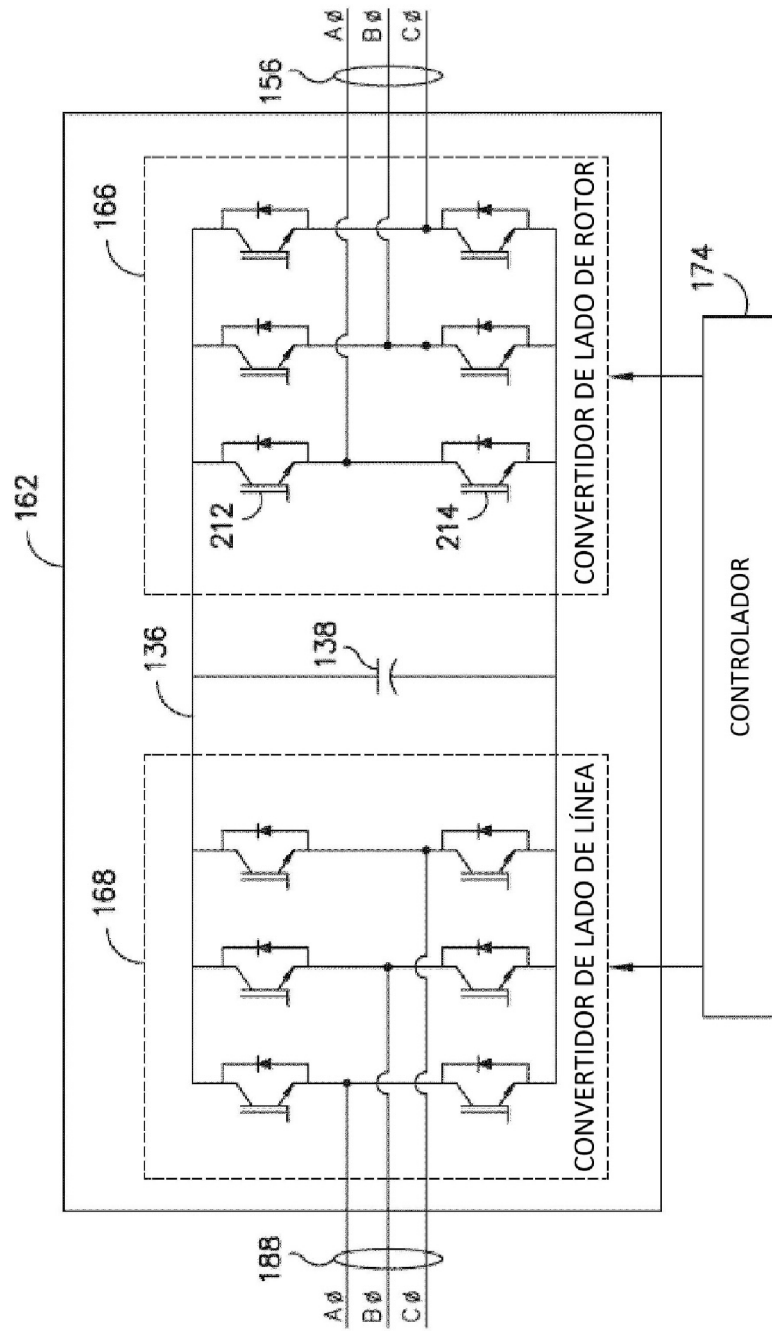 162
168
136
166
188
AØ
BØ
CØ
138
212
214
156
AØ
BØ
CØ
CONVERTIDOR DE LADO DE LÍNEA
CONVERTIDOR DE LADO DE ROTOR
174
CONTROLADOR